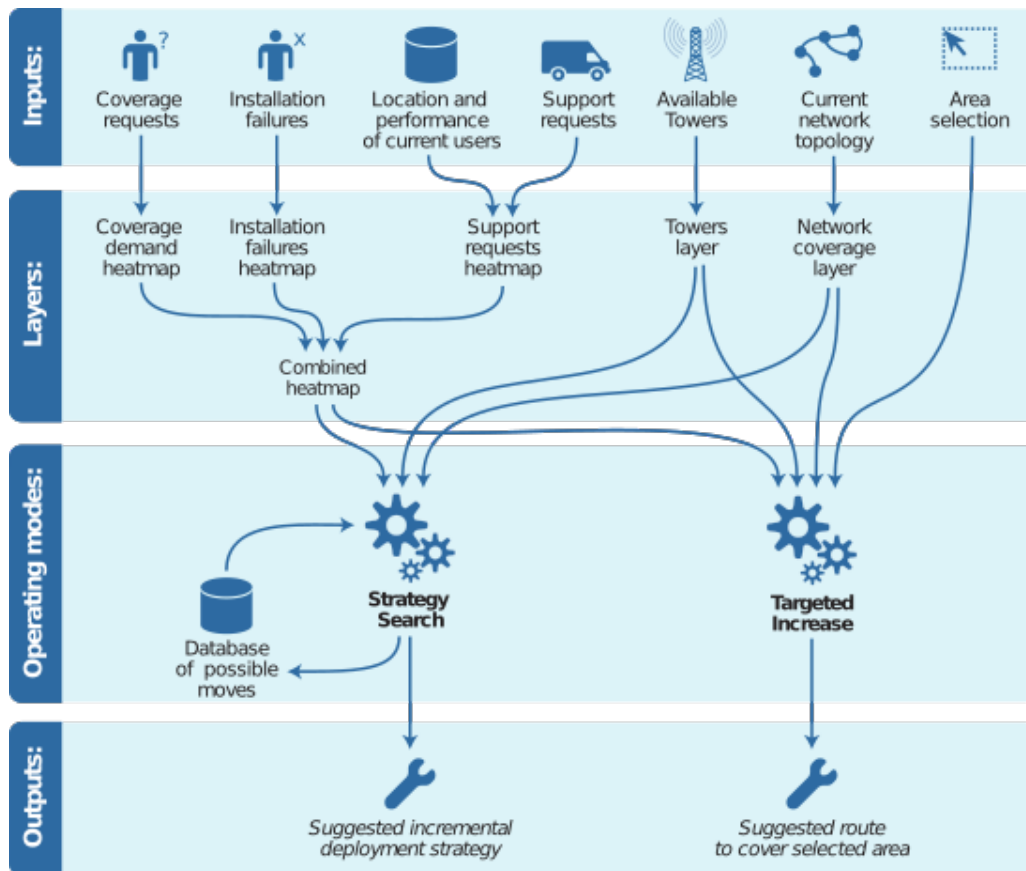 Inputs:
?
x
Coverage
requests
Installation
failures
Location and
performance
of current users
Support
requests
Available
Towers
Current
network
topology
Area
selection
Layers:
Coverage
demand
heatmap
Installation
failures
heatmap
Support
requests
heatmap
Towers
layer
Network
coverage
layer
Combined
heatmap
Operating modes:
Strategy
Search
Targeted
Increase
Database
of possible
moves
Outputs:
Suggested incremental
deployment strategy
Suggested route
to cover selected area